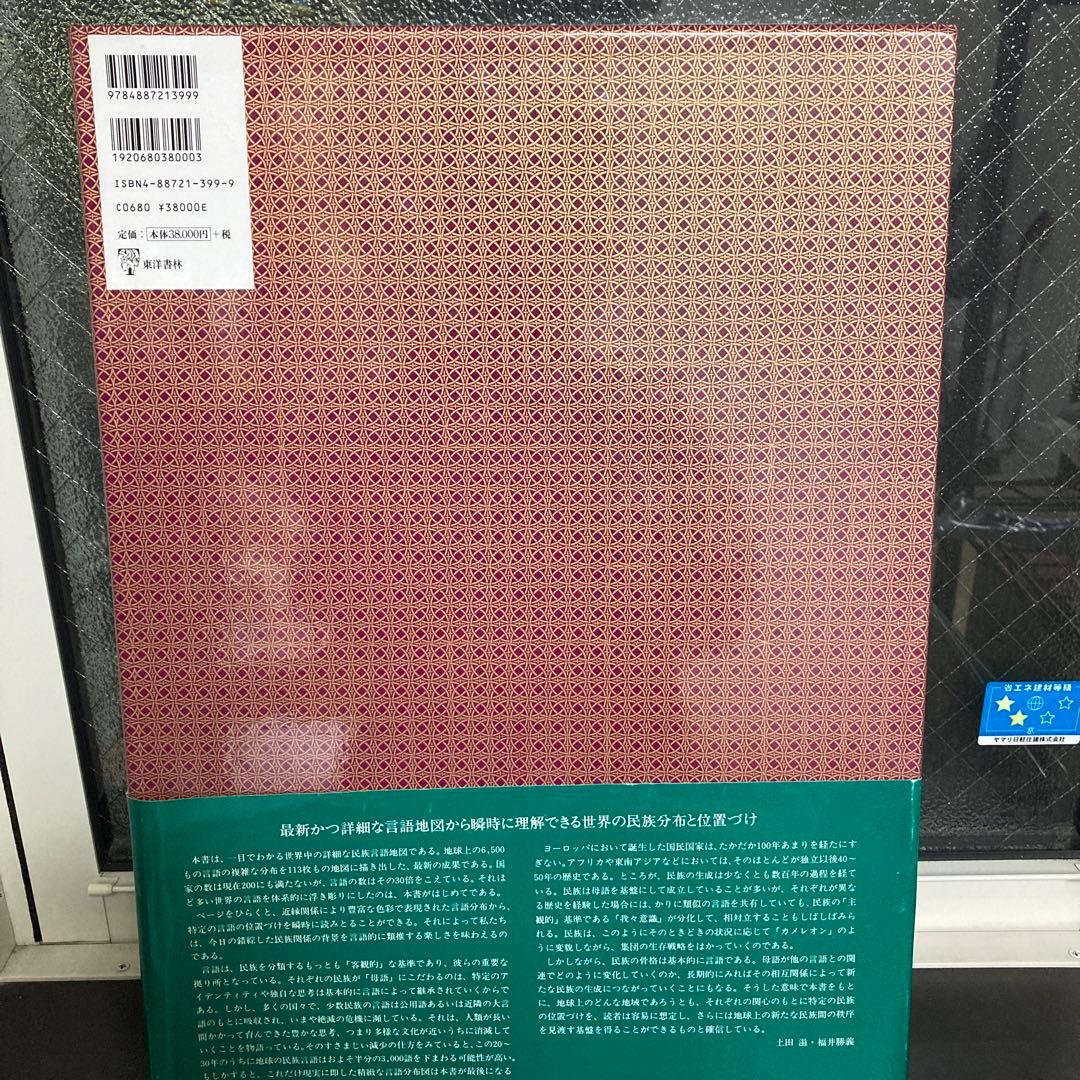 9784887213999
1920680380003
ISBN4-88721-399-9
C0680 ¥38000E
定価：本体38,000円+税
東洋書林
最新かつ詳細な言語地図から瞬時に理解できる世界の民族分布と位置づけ
本書は、一目でわかる世界中の詳細な民族言語地図である。地球上の6,500
もの言語の複雑な分布を113枚もの地図に描き出した、最新の成果である。国
家の数は現在200にも満たないが、言語の数はその30倍をこえている。それほ
ど多い世界の言語を体系的に浮き彫りにしたのは、本書がはじめてである。
ページをひらくと、近縁関係により豊富な色彩で表現された言語分布から、
特定の言語の位置づけを瞬時に読みとることができる。それによって私たち
は、今日の錯綜した民族関係の背景を言語的に類推する楽しさを味わえるの
である。
言語は、民族を分類するもっとも「客観的」な基準であり、彼らの重要な
拠り所となっている。それぞれの民族が「母語」にこだわるのは、特定のア
イデンティティや独自な思考は基本的に言語によって継承されていくからで
ある。しかし、多くの国々で、少数民族の言語は公用語あるいは近隣の大言
語のもとに吸収され、いまや絶滅の危機に瀕している。それは、人類が長い
間かかって育んできた豊かな思考、つまり多様な文化が近いうちに消滅して
いくことを物語っている。そのすさまじい減少の仕方をみていると、この20～
30年のうちに地球の民族言語はおよそ半分の3,000語を下まわる可能性が高い。
もしかすると、これだけ現実に即した精緻な言語分布図は本書が最後になる
ヨーロッパにおいて誕生した国民国家は、たかだか100年あまりを経たにす
ぎない。アフリカや東南アジアなどにおいては、そのほとんどが独立以後40～
50年の歴史である。ところが、民族の生成は少なくとも数百年の過程を経て
いる。民族は母語を基盤にして成立していることが多いが、それぞれが異な
る歴史を経験した場合には、かりに類似の言語を共有していても、民族の「主
観的」基準である「我々意識」が分化して、相対立することもしばしばみら
れる。民族は、このようにそのときどきの状況に応じて「カメレオン」のよ
うに変貌しながら、集団の生存戦略をはかっていくのである。
しかしながら、民族の骨格は基本的に言語である。母語が他の言語との関
連でどのように変化していくのか、長期的にみればその相互関係によって新
たな民族の生成につながっていくことにもなる。そうした意味で本書をもと
に、地球上のどんな地域であろうとも、それぞれの関心のもとに特定の民族
の位置づけを、読者は容易に想定し、さらには地球上の新たな民族間の秩序
を見渡す基盤を得ることができるものと確信している。
土田 滋・福井勝義
省エネ建材等級
窓
ヤマリ日軽住建株式会社